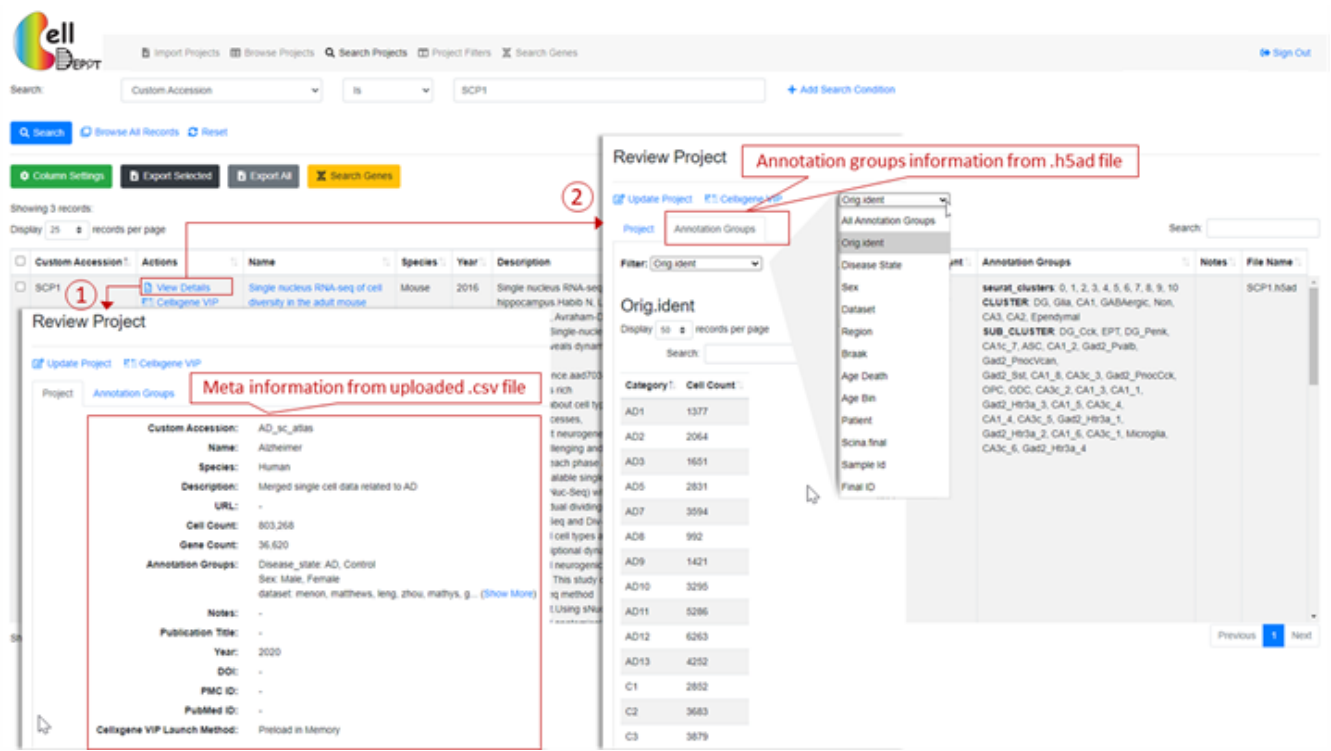 ell
DEPOT
Import Projects Browse Projects Search Projects Project Filters Search Genes
Sign Out
Search: Custom Accession Is SCP1 + Add Search Condition
Search Browse All Records Reset
Column Settings Export Selected Export All Search Genes
Showing 3 records:
Display 25 records per page
Search:
Custom Accession Actions Name Species Year Description
Annotation Groups Notes File Name
SCP1 View Details Single nucleus RNA-seq of cell Mouse 2016 Single nucleus RNA-seq
Cellxgene VIP diversity in the adult mouse hippocampus.Habib N, L
seurat_clusters: 0, 1, 2, 3, 4, 5, 6, 7, 8, 9, 10 SCP1.h5ad
CLUSTER: DG, Glia, CA1, GABAergic, Non,
CA3, CA2, Ependymal
SUB_CLUSTER: DG_Cck, EPT, DG_Penk,
CA1c_7, ASC, CA1_2, Gad2_Pvalb,
Gad2_PnocVcan,
Gad2_Sst, CA1_8, CA3c_3, Gad2_PnocCck,
OPC, ODC, CA3c_2, CA1_3, CA1_1,
Gad2_Htr3a_3, CA1_5, CA3c_4,
CA1_4, CA3c_5, Gad2_Htr3a_1,
Gad2_Htr3a_2, CA1_6, CA3c_1, Microglia,
CA3c_6, Gad2_Htr3a_4
Previous 1 Next
1
Review Project
Update Project Cellxgene VIP
Project Annotation Groups
Meta information from uploaded .csv file
Custom Accession: AD_sc_atlas
Name: Alzheimer
Species: Human
Description: Merged single cell data related to AD
URL: -
Cell Count: 803,268
Gene Count: 36,620
Annotation Groups: Disease_state: AD, Control
Sex: Male, Female
dataset: menon, matthews, leng, zhou, mathys, g... (Show More)
Notes: -
Publication Title: -
Year: 2020
DOI: -
PMC ID: -
PubMed ID: -
Cellxgene VIP Launch Method: Preload in Memory
2
Review Project
Annotation groups information from .h5ad file
Update Project Cellxgene VIP
Project Annotation Groups
Filter: Orig.ident
Orig.ident
Display 50 records per page
Search:
Category Cell Count
AD1 1377
AD2 2064
AD3 1651
AD5 2831
AD7 3594
AD8 992
AD9 1421
AD10 3295
AD11 5286
AD12 6263
AD13 4252
C1 2852
C2 3683
C3 3879
Orig.ident
All Annotation Groups
Orig.ident
Disease State
Sex
Dataset
Region
Braak
Age Death
Age Bin
Patient
Scina.final
Sample Id
Final ID